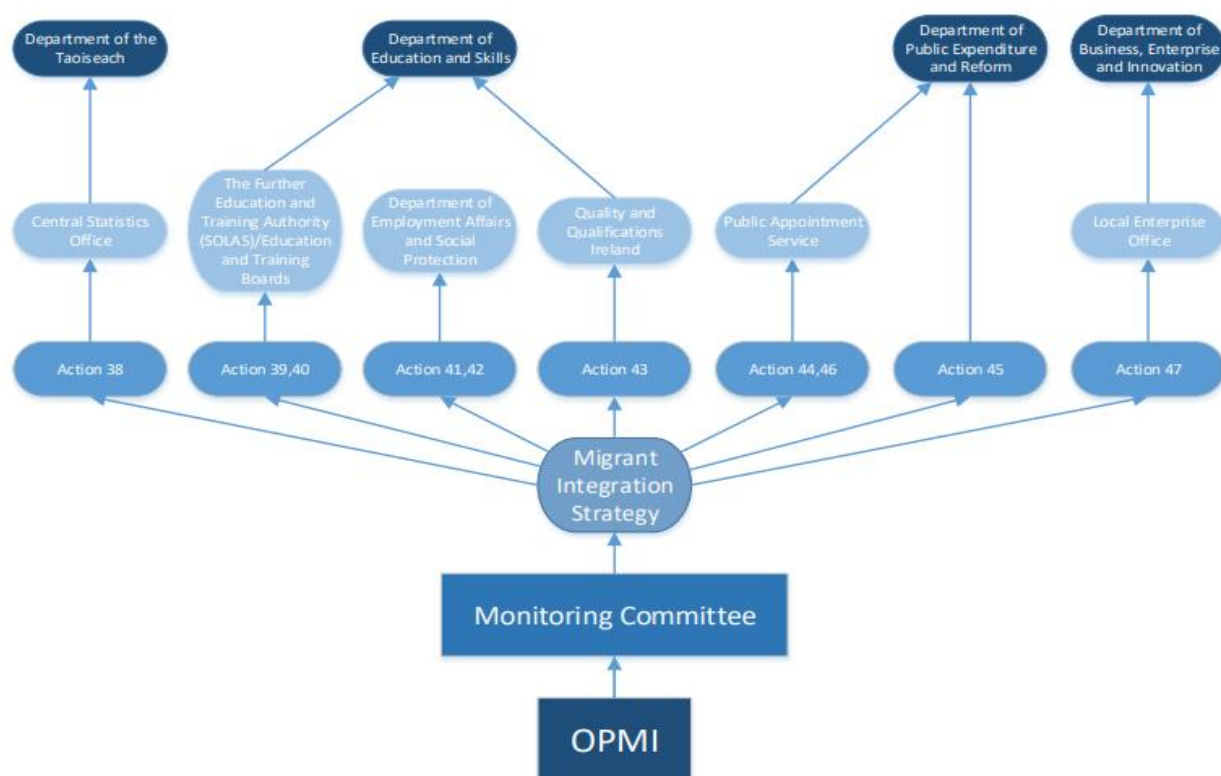 Department of the
Taoiseach
Department of
Education and Skills
Department of
Public Expenditure
and Reform
Department of
Business, Enterprise
and Innovation
Central Statistics
Office
The Further
Education and
Training Authority
(SOLAS)/Education
and Training
Boards
Department of
Employment Affairs
and Social
Protection
Quality and
Qualifications
Ireland
Public Appointment
Service
Local Enterprise
Office
Action 38
Action 39,40
Action 41,42
Action 43
Action 44,46
Action 45
Action 47
Migrant
Integration
Strategy
Monitoring Committee
OPMI